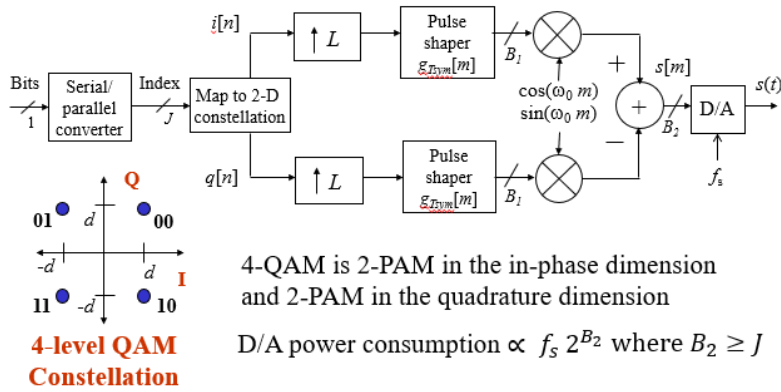 i[n]
↑ L
Pulse
shaper
g_Tsym[m]
B₁
Bits
1
Serial/
parallel
converter
Index
J
Map to 2-D
constellation
cos(ω₀ m)
sin(ω₀ m)
+
+
−
s[m]
B₂
D/A
s(t)
fₛ
q[n]
↑ L
Pulse
shaper
g_Tsym[m]
B₁
Q
01
d
00
-d
d
I
11
-d
10
4-level QAM
Constellation
4-QAM is 2-PAM in the in-phase dimension
and 2-PAM in the quadrature dimension
D/A power consumption ∝ fₛ 2^B₂ where B₂ ≥ J